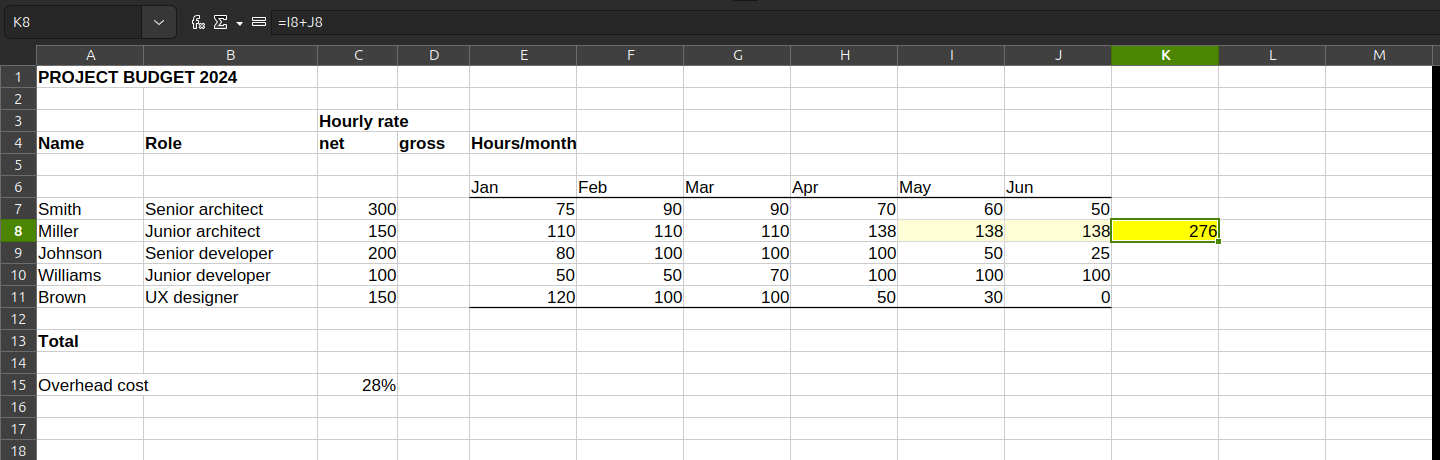 K8 =I8+J8
A B C D E F G H I J K L M
1 PROJECT BUDGET 2024
2
3 Hourly rate
4 Name Role net gross Hours/month
5
6 Jan Feb Mar Apr May Jun
7 Smith Senior architect 300 75 90 90 70 60 50
8 Miller Junior architect 150 110 110 110 138 138 138 276
9 Johnson Senior developer 200 80 100 100 100 50 25
10 Williams Junior developer 100 50 50 70 100 100 100
11 Brown UX designer 150 120 100 100 50 30 0
12
13 Total
14
15 Overhead cost 28%
16
17
18